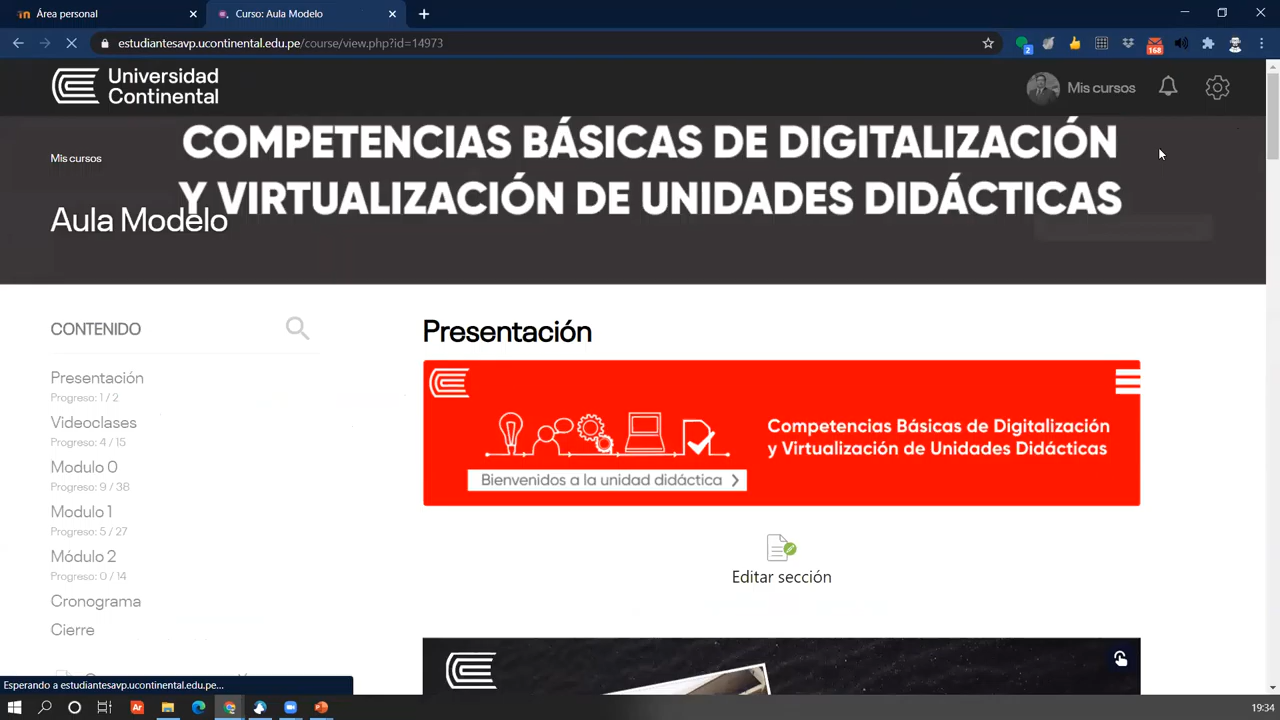 Área personal
Curso: Aula Modelo
estudiantesavp.ucontinental.edu.pe/course/view.php?id=14973
2
168
Universidad
Continental
Mis cursos
COMPETENCIAS BÁSICAS DE DIGITALIZACIÓN
Y VIRTUALIZACIÓN DE UNIDADES DIDÁCTICAS
Mis cursos
Aula Modelo
CONTENIDO
Presentación
Progreso: 1 / 2
Videoclases
Progreso: 4 / 15
Modulo 0
Progreso: 9 / 38
Modulo 1
Progreso: 5 / 27
Módulo 2
Progreso: 0 / 14
Cronograma
Cierre
Presentación
Competencias Básicas de Digitalización
y Virtualización de Unidades Didácticas
Bienvenidos a la unidad didáctica
Editar sección
Esperando a estudiantesavp.ucontinental.edu.pe...
Ar
19:34